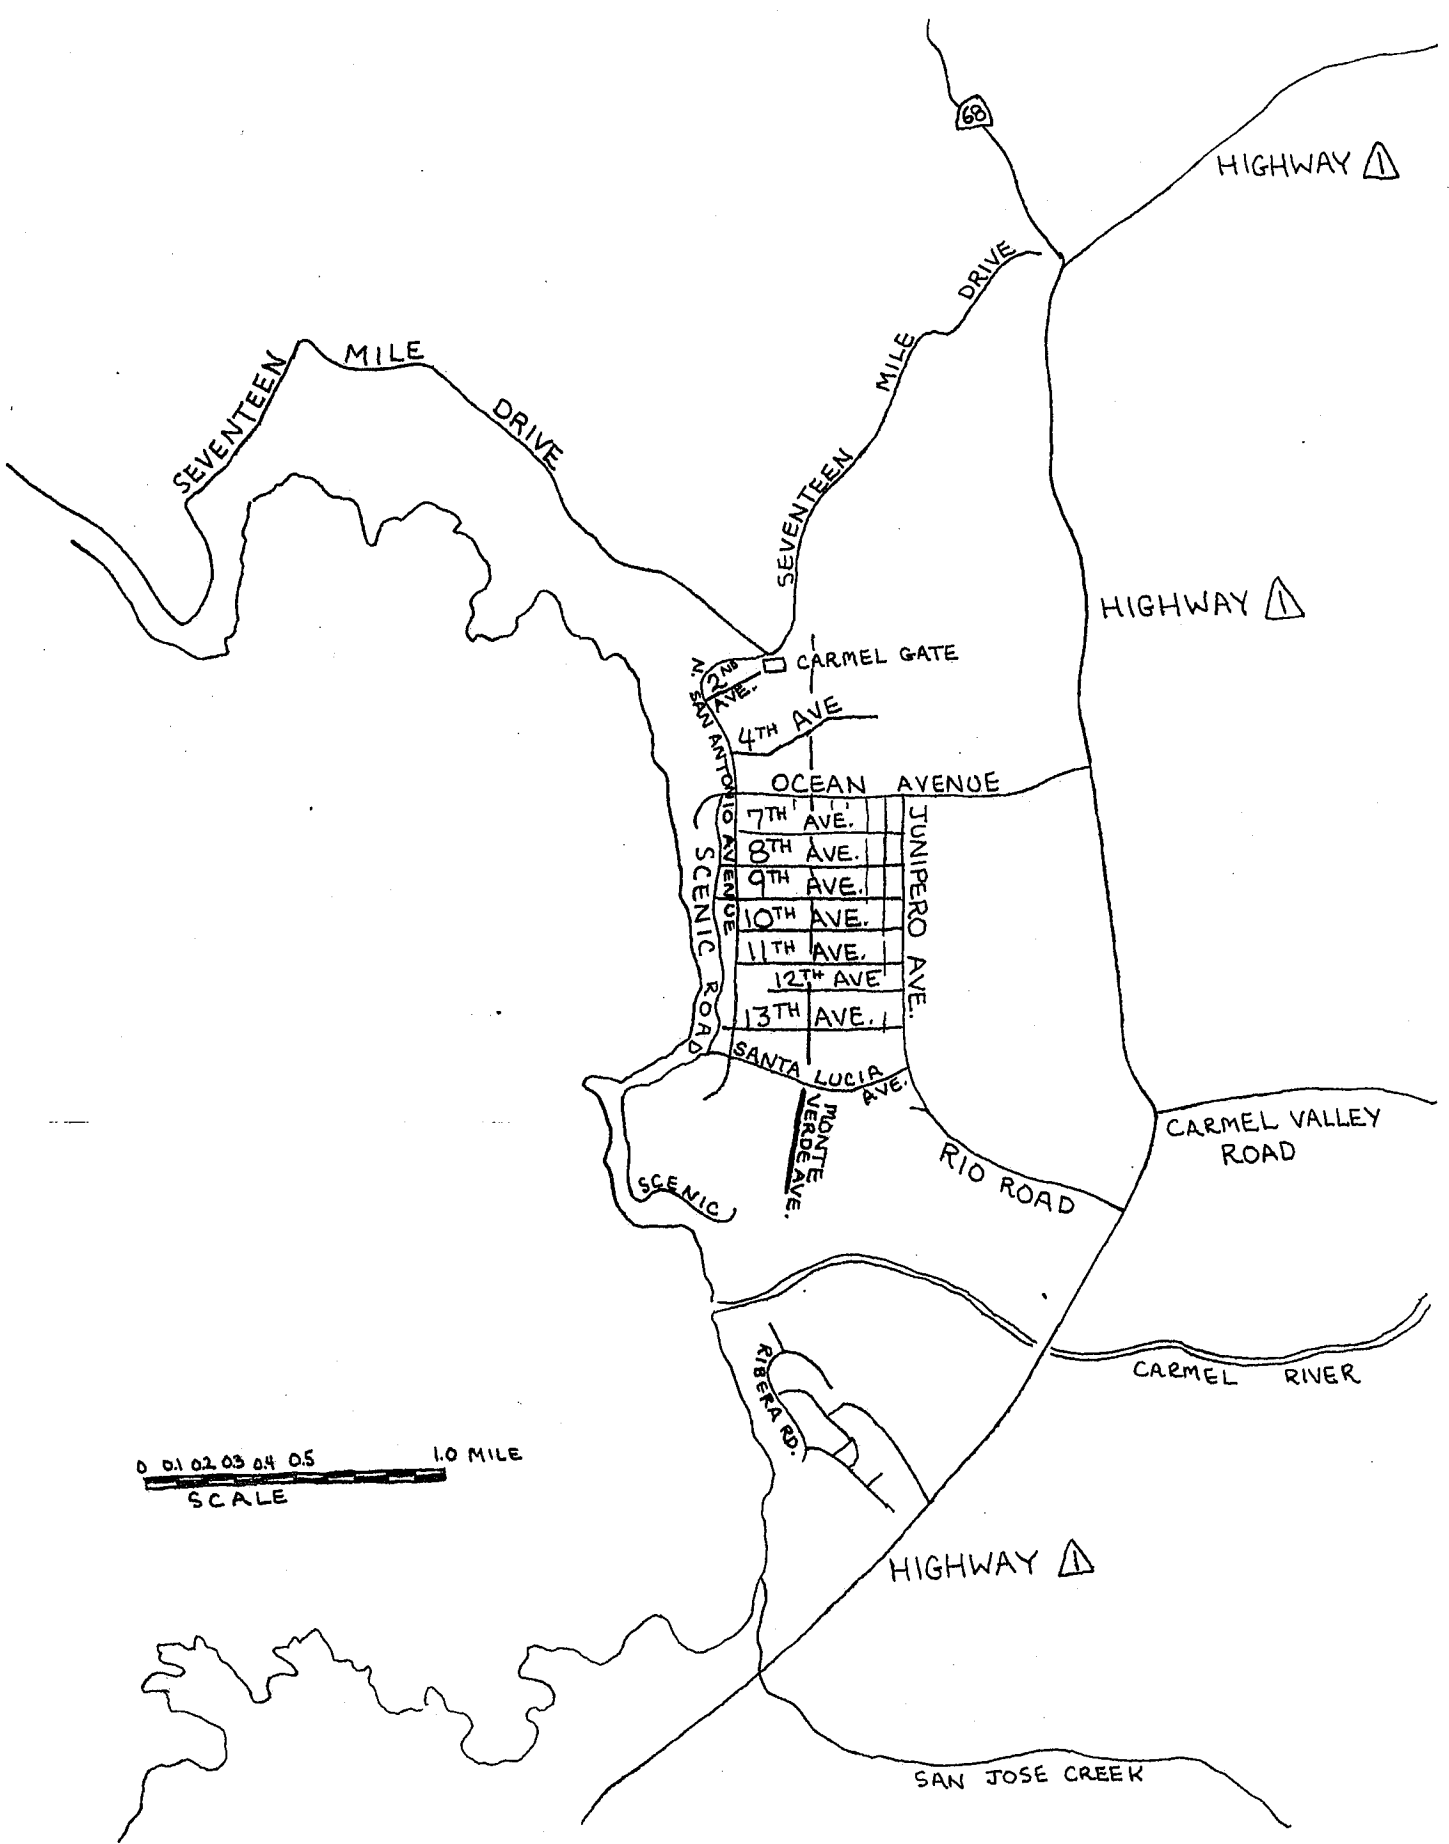 68
HIGHWAY 1
SEVENTEEN MILE DRIVE
SEVENTEEN MILE DRIVE
HIGHWAY 1
CARMEL GATE
2ND AVE.
N. SAN ANTONIO AVENUE
4TH AVE
OCEAN AVENUE
7TH AVE.
8TH AVE.
9TH AVE.
10TH AVE.
11TH AVE.
12TH AVE
13TH AVE.
SCENIC ROAD
JUNIPERO AVE.
SANTA LUCIA
AVE.
MONTE
VERDE AVE.
CARMEL VALLEY
ROAD
RIO ROAD
SCENIC
CARMEL RIVER
RIBERA RD.
0 0.1 0.2 0.3 0.4 0.5 1.0 MILE
SCALE
HIGHWAY 1
SAN JOSE CREEK